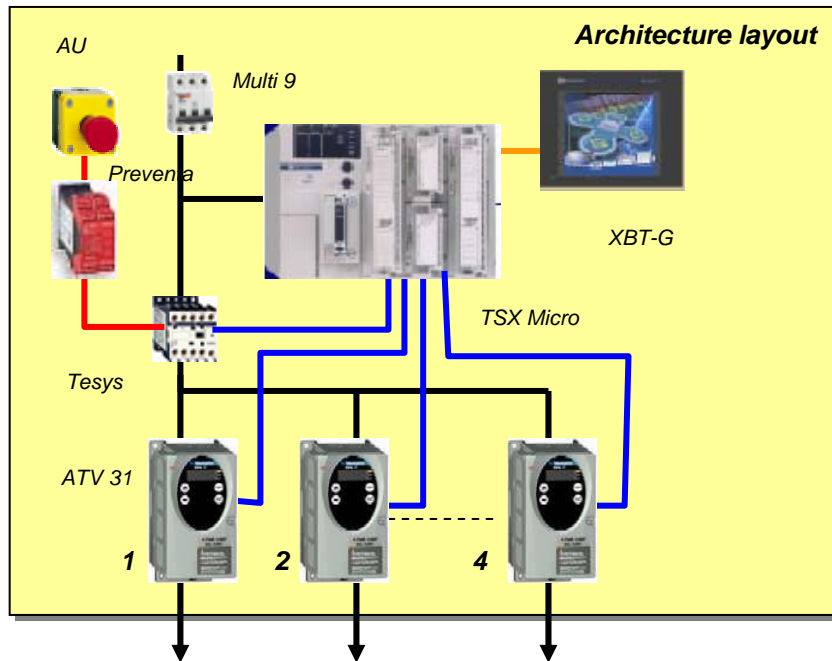 Architecture layout
AU
Multi 9
Preventa
XBT-G
TSX Micro
Tesys
ATV 31
1
2
4